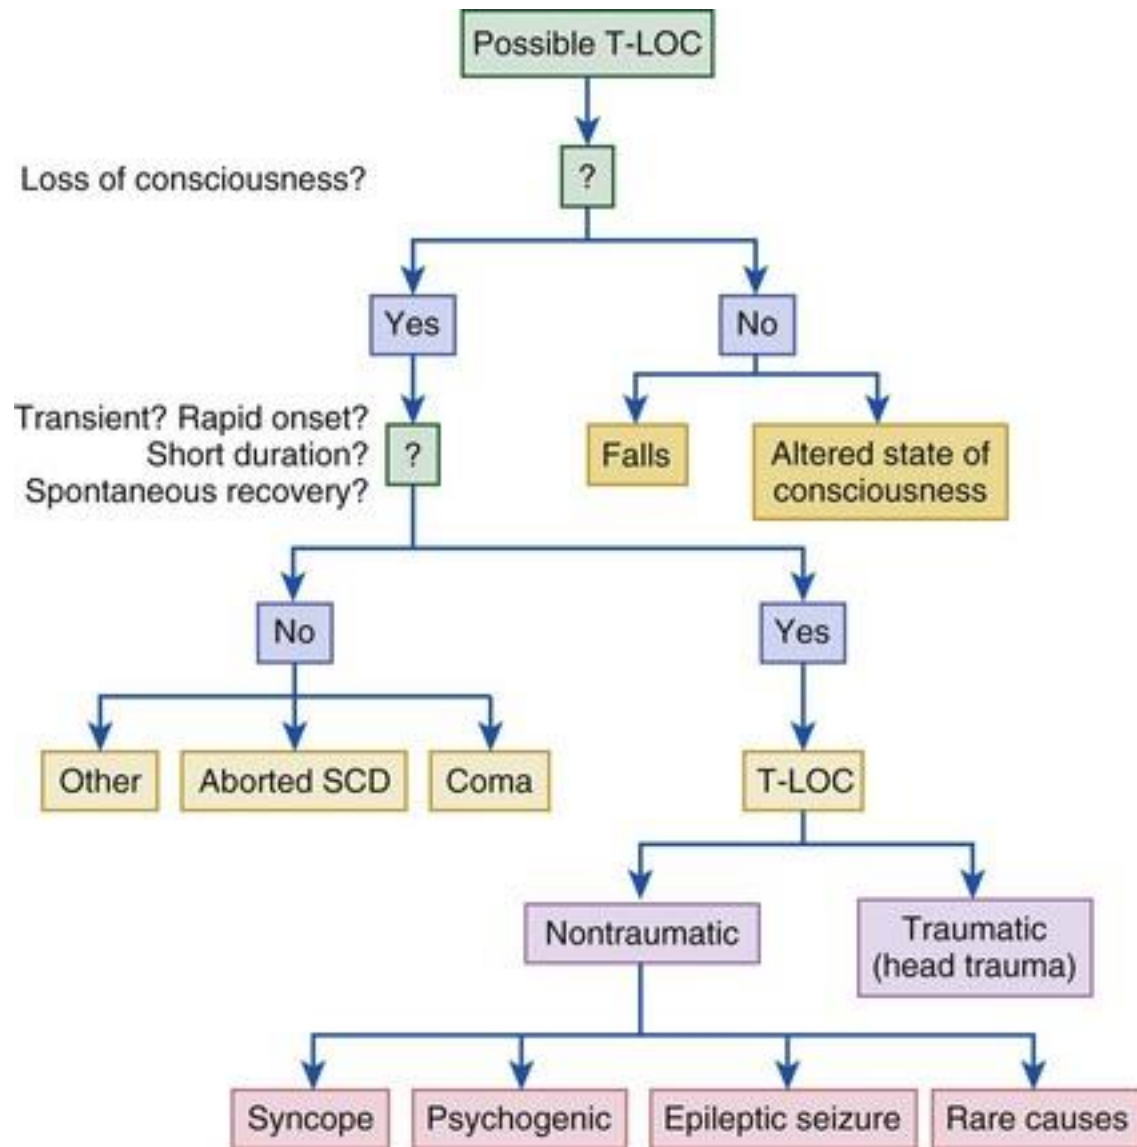 Possible T-LOC
Loss of consciousness?
?
Yes
No
Transient? Rapid onset?
Short duration?
Spontaneous recovery?
?
Falls
Altered state of
consciousness
No
Yes
Other
Aborted SCD
Coma
T-LOC
Nontraumatic
Traumatic
(head trauma)
Syncope
Psychogenic
Epileptic seizure
Rare causes